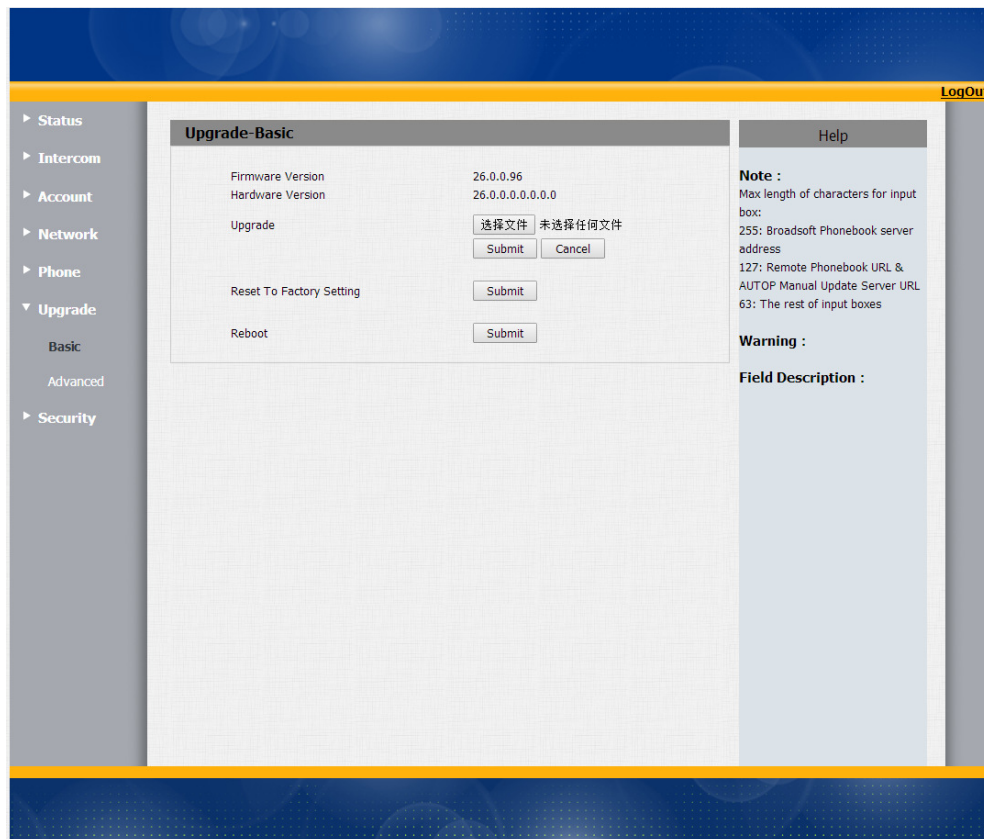 LogOu
Status
Intercom
Account
Network
Phone
Upgrade
Basic
Advanced
Security
Upgrade-Basic
Firmware Version 26.0.0.96
Hardware Version 26.0.0.0.0.0.0.0
Upgrade 选择文件 未选择任何文件
Submit Cancel
Reset To Factory Setting Submit
Reboot Submit
Help
Note :
Max length of characters for input
box:
255: Broadsoft Phonebook server
address
127: Remote Phonebook URL &
AUTOP Manual Update Server URL
63: The rest of input boxes
Warning :
Field Description :